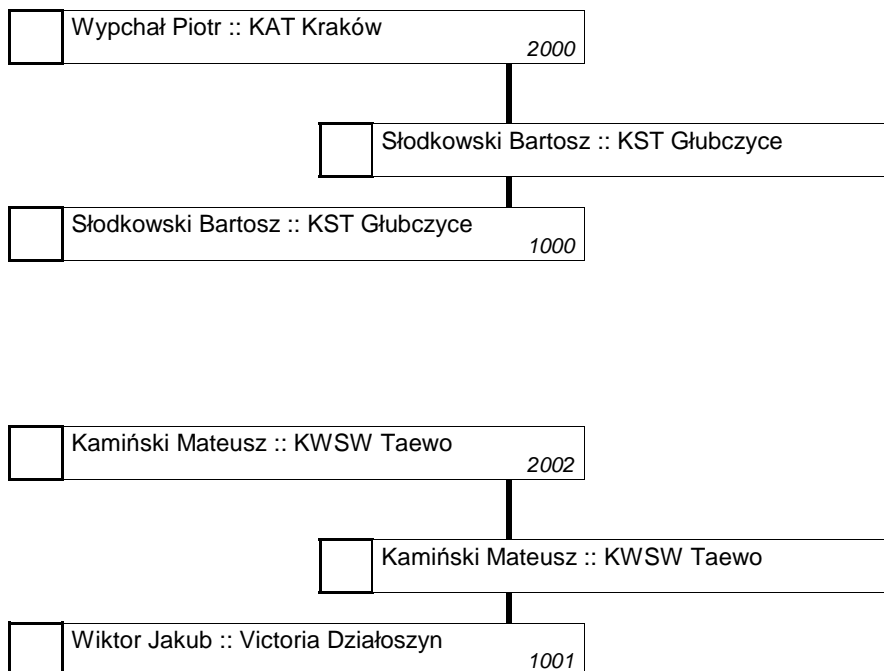 Wypchał Piotr :: KAT Kraków
2000
Słodkowski Bartosz :: KST Głubczyce
Słodkowski Bartosz :: KST Głubczyce
1000
Kamiński Mateusz :: KWSW Taewo
2002
Kamiński Mateusz :: KWSW Taewo
Wiktor Jakub :: Victoria Działoszyn
1001